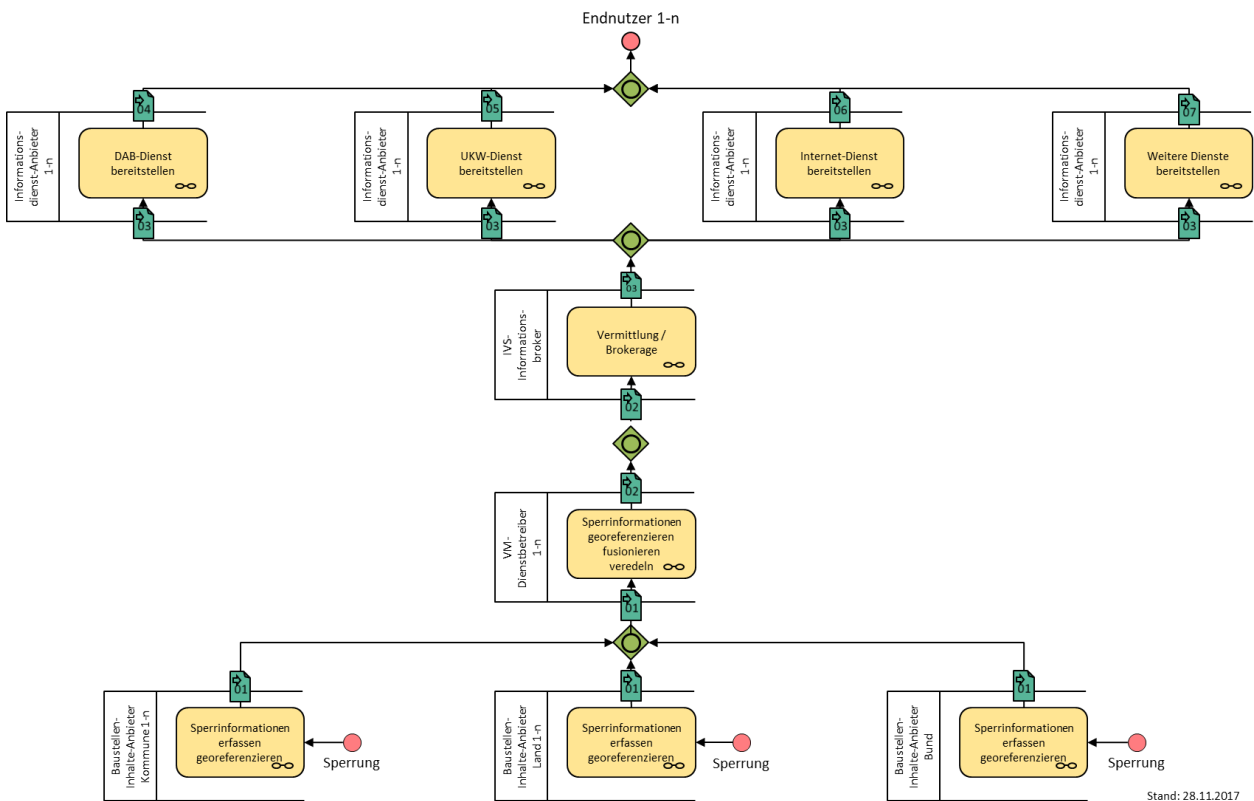 Endnutzer 1-n
04
05
06
07
Informations-
dienst-Anbieter
1-n
DAB-Dienst
bereitstellen
Informations-
dienst-Anbieter
1-n
UKW-Dienst
bereitstellen
Informations-
dienst-Anbieter
1-n
Internet-Dienst
bereitstellen
Informations-
dienst-Anbieter
1-n
Weitere Dienste
bereitstellen
03
03
03
03
03
IVS-
Informations-
broker
Vermittlung /
Brokerage
02
02
VM-
Dienstbetreiber
1-n
Sperrinformationen
georeferenzieren
fusionieren
veredeln
01
01
01
01
Baustellen-
Inhalte-Anbieter
Kommune 1-n
Sperrinformationen
erfassen
georeferenzieren
Sperrung
Baustellen-
Inhalte-Anbieter
Land 1-n
Sperrinformationen
erfassen
georeferenzieren
Sperrung
Baustellen-
Inhalte-Anbieter
Bund
Sperrinformationen
erfassen
georeferenzieren
Sperrung
Stand: 28.11.2017